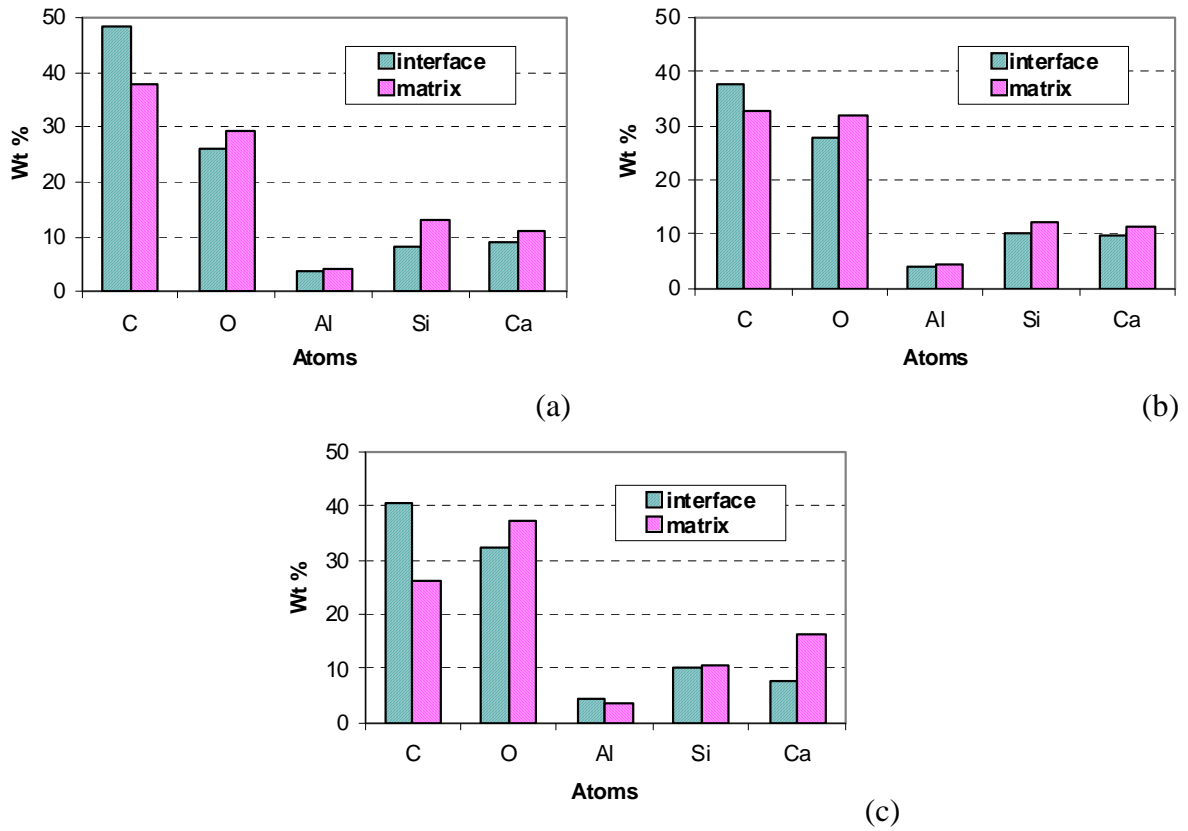 50
40
30
20
10
0
Wt %
interface
matrix
C O Al Si Ca
Atoms
(a)
50
40
30
20
10
0
Wt %
interface
matrix
C O Al Si Ca
Atoms
(b)
50
40
30
20
10
0
Wt %
interface
matrix
C O Al Si Ca
Atoms
(c)